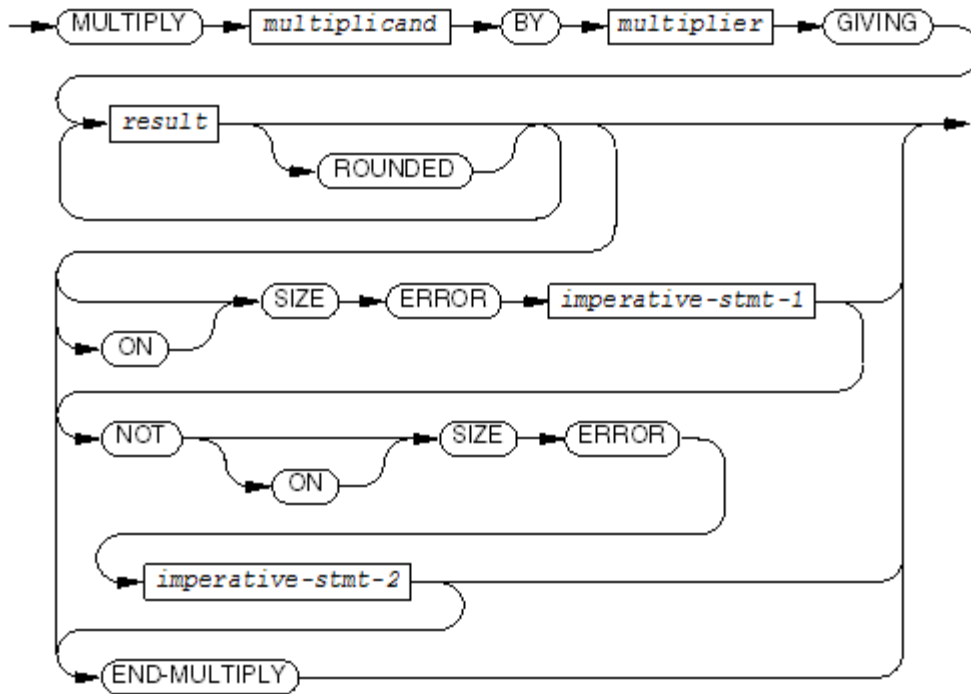 MULTIPLY multiplicand BY multiplier GIVING
result
ROUNDED
SIZE ERROR imperative-stmt-1
ON
NOT SIZE ERROR
ON
imperative-stmt-2
END-MULTIPLY